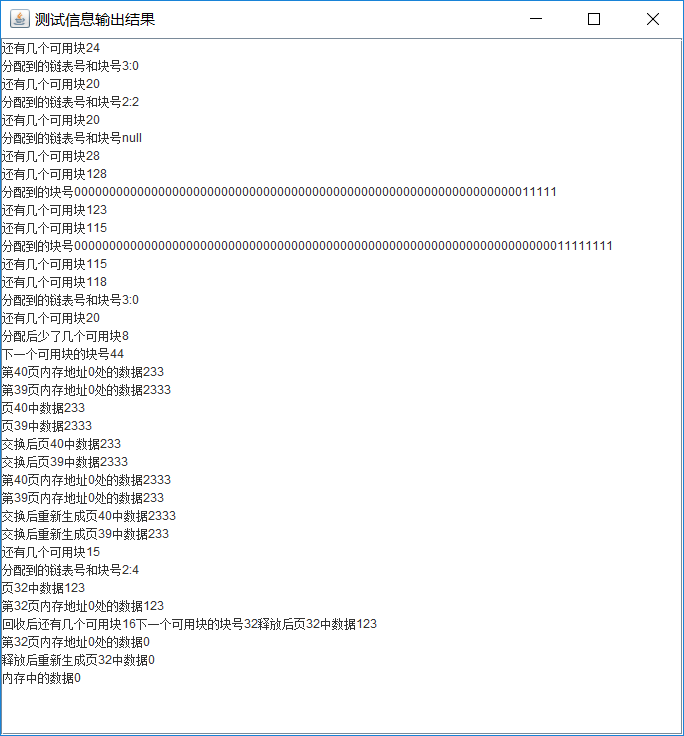 测试信息输出结果
还有几个可用块24
分配到的链表号和块号3:0
还有几个可用块20
分配到的链表号和块号2:2
还有几个可用块20
分配到的链表号和块号null
还有几个可用块28
还有几个可用块128
分配到的块号000000000000000000000000000000000000000000000000000000000000000011111
还有几个可用块123
还有几个可用块115
分配到的块号00000000000000000000000000000000000000000000000000000000000000000000011111111
还有几个可用块115
还有几个可用块118
分配到的链表号和块号3:0
还有几个可用块20
分配后少了几个可用块8
下一个可用块的块号44
第40页内存地址0处的数据233
第39页内存地址0处的数据2333
页40中数据233
页39中数据2333
交换后页40中数据233
交换后页39中数据2333
第40页内存地址0处的数据2333
第39页内存地址0处的数据233
交换后重新生成页40中数据2333
交换后重新生成页39中数据233
还有几个可用块15
分配到的链表号和块号2:4
页32中数据123
第32页内存地址0处的数据123
回收后还有几个可用块16下一个可用块的块号32释放后页32中数据123
第32页内存地址0处的数据0
释放后重新生成页32中数据0
内存中的数据0